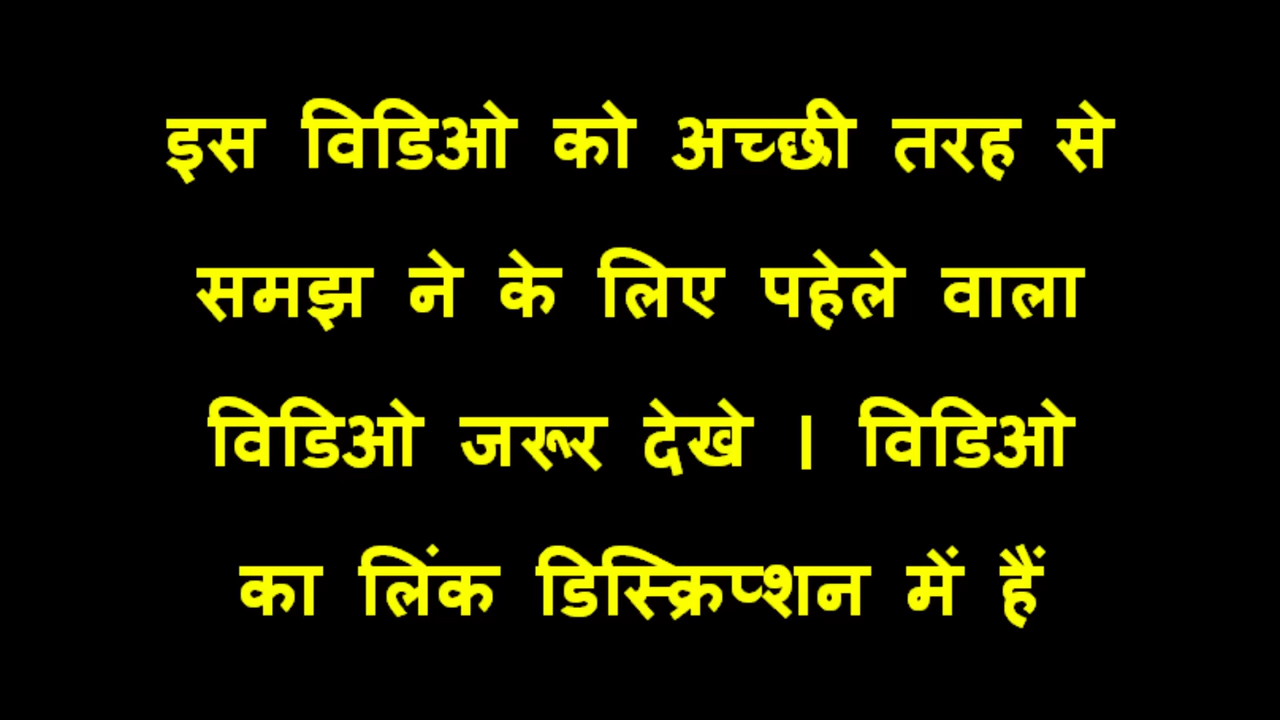 इस विडिओ को अच्छी तरह से
समझ ने के लिए पहेले वाला
विडिओ जरूर देखे ।  विडिओ
का लिंक डिस्क्रिप्शन में हैं